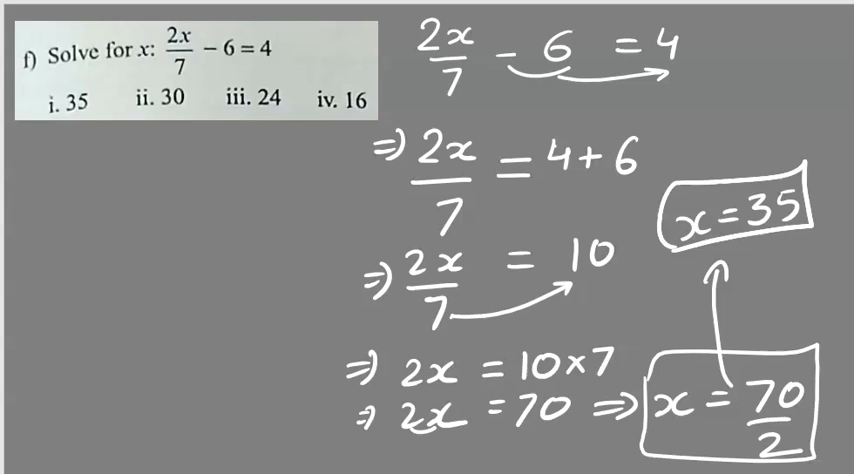 f) Solve for x: 2x/7 - 6 = 4
i. 35 ii. 30 iii. 24 iv. 16
2x/7 - 6 = 4
⇒ 2x/7 = 4 + 6
⇒ 2x/7 = 10
⇒ 2x = 10 × 7
⇒ 2x = 70 ⇒ x = 70/2
x = 35